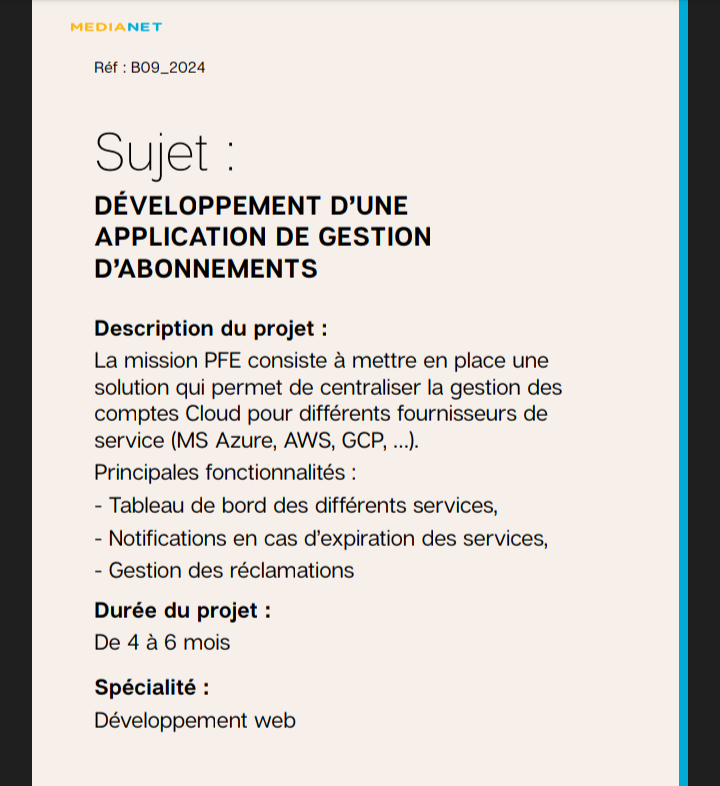 MEDIANET
Réf : B09_2024
Sujet :
DÉVELOPPEMENT D’UNE
APPLICATION DE GESTION
D’ABONNEMENTS
Description du projet :
La mission PFE consiste à mettre en place une
solution qui permet de centraliser la gestion des
comptes Cloud pour différents fournisseurs de
service (MS Azure, AWS, GCP, ...).
Principales fonctionnalités :
- Tableau de bord des différents services,
- Notifications en cas d’expiration des services,
- Gestion des réclamations
Durée du projet :
De 4 à 6 mois
Spécialité :
Développement web